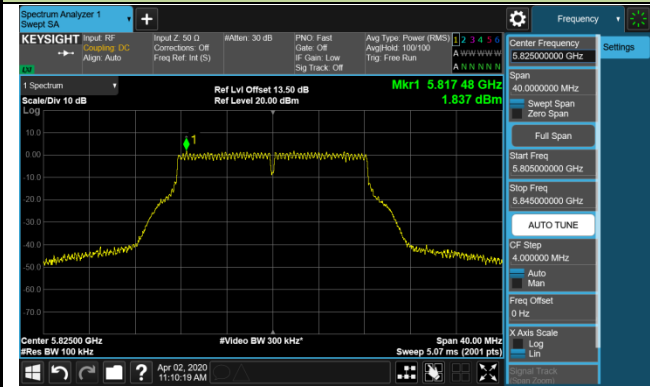 Spectrum Analyzer 1
Swept SA
+
Frequency
KEYSIGHT
Input: RF
Coupling: DC
Align: Auto
Input Z: 50 Ω
Corrections: Off
Freq Ref: Int (S)
#Atten: 30 dB
PNO: Fast
Gate: Off
IF Gain: Low
Sig Track: Off
Avg Type: Power (RMS)
Avg|Hold: 100/100
Trig: Free Run
1 2 3 4 5 6
A W W W W W
A N N N N N
1 Spectrum
Scale/Div 10 dB
Ref Lvl Offset 13.50 dB
Ref Level 20.00 dBm
Mkr1 5.817 48 GHz
1.837 dBm
Log
10.0
0.00
-10.0
-20.0
-30.0
-40.0
-50.0
-60.0
-70.0
1
Center 5.82500 GHz
#Res BW 100 kHz
#Video BW 300 kHz*
Span 40.00 MHz
Sweep 5.07 ms (2001 pts)
Apr 02, 2020
11:10:19 AM
Settings
Center Frequency
5.825000000 GHz
Span
40.0000000 MHz
Swept Span
Zero Span
Full Span
Start Freq
5.805000000 GHz
Stop Freq
5.845000000 GHz
AUTO TUNE
CF Step
4.000000 MHz
Auto
Man
Freq Offset
0 Hz
X Axis Scale
Log
Lin
Signal Track
(Span Zoom)